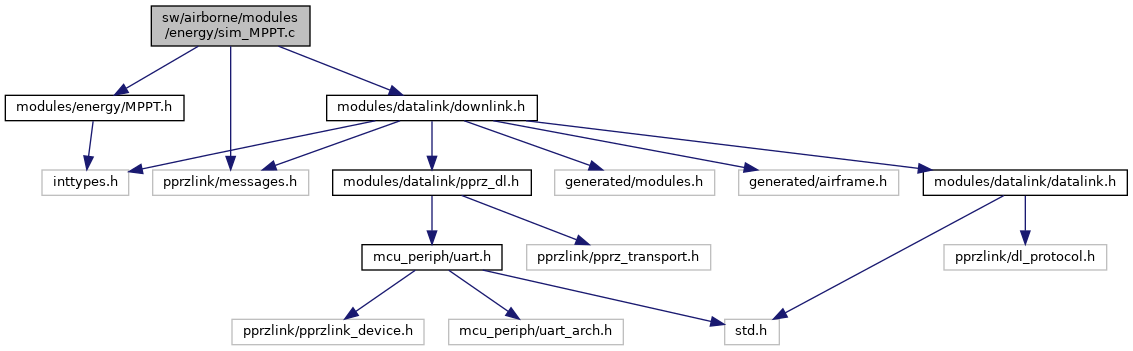 sw/airborne/modules
/energy/sim_MPPT.c
modules/energy/MPPT.h
modules/datalink/downlink.h
inttypes.h
pprzlink/messages.h
modules/datalink/pprz_dl.h
generated/modules.h
generated/airframe.h
modules/datalink/datalink.h
mcu_periph/uart.h
pprzlink/pprz_transport.h
pprzlink/dl_protocol.h
pprzlink/pprzlink_device.h
mcu_periph/uart_arch.h
std.h